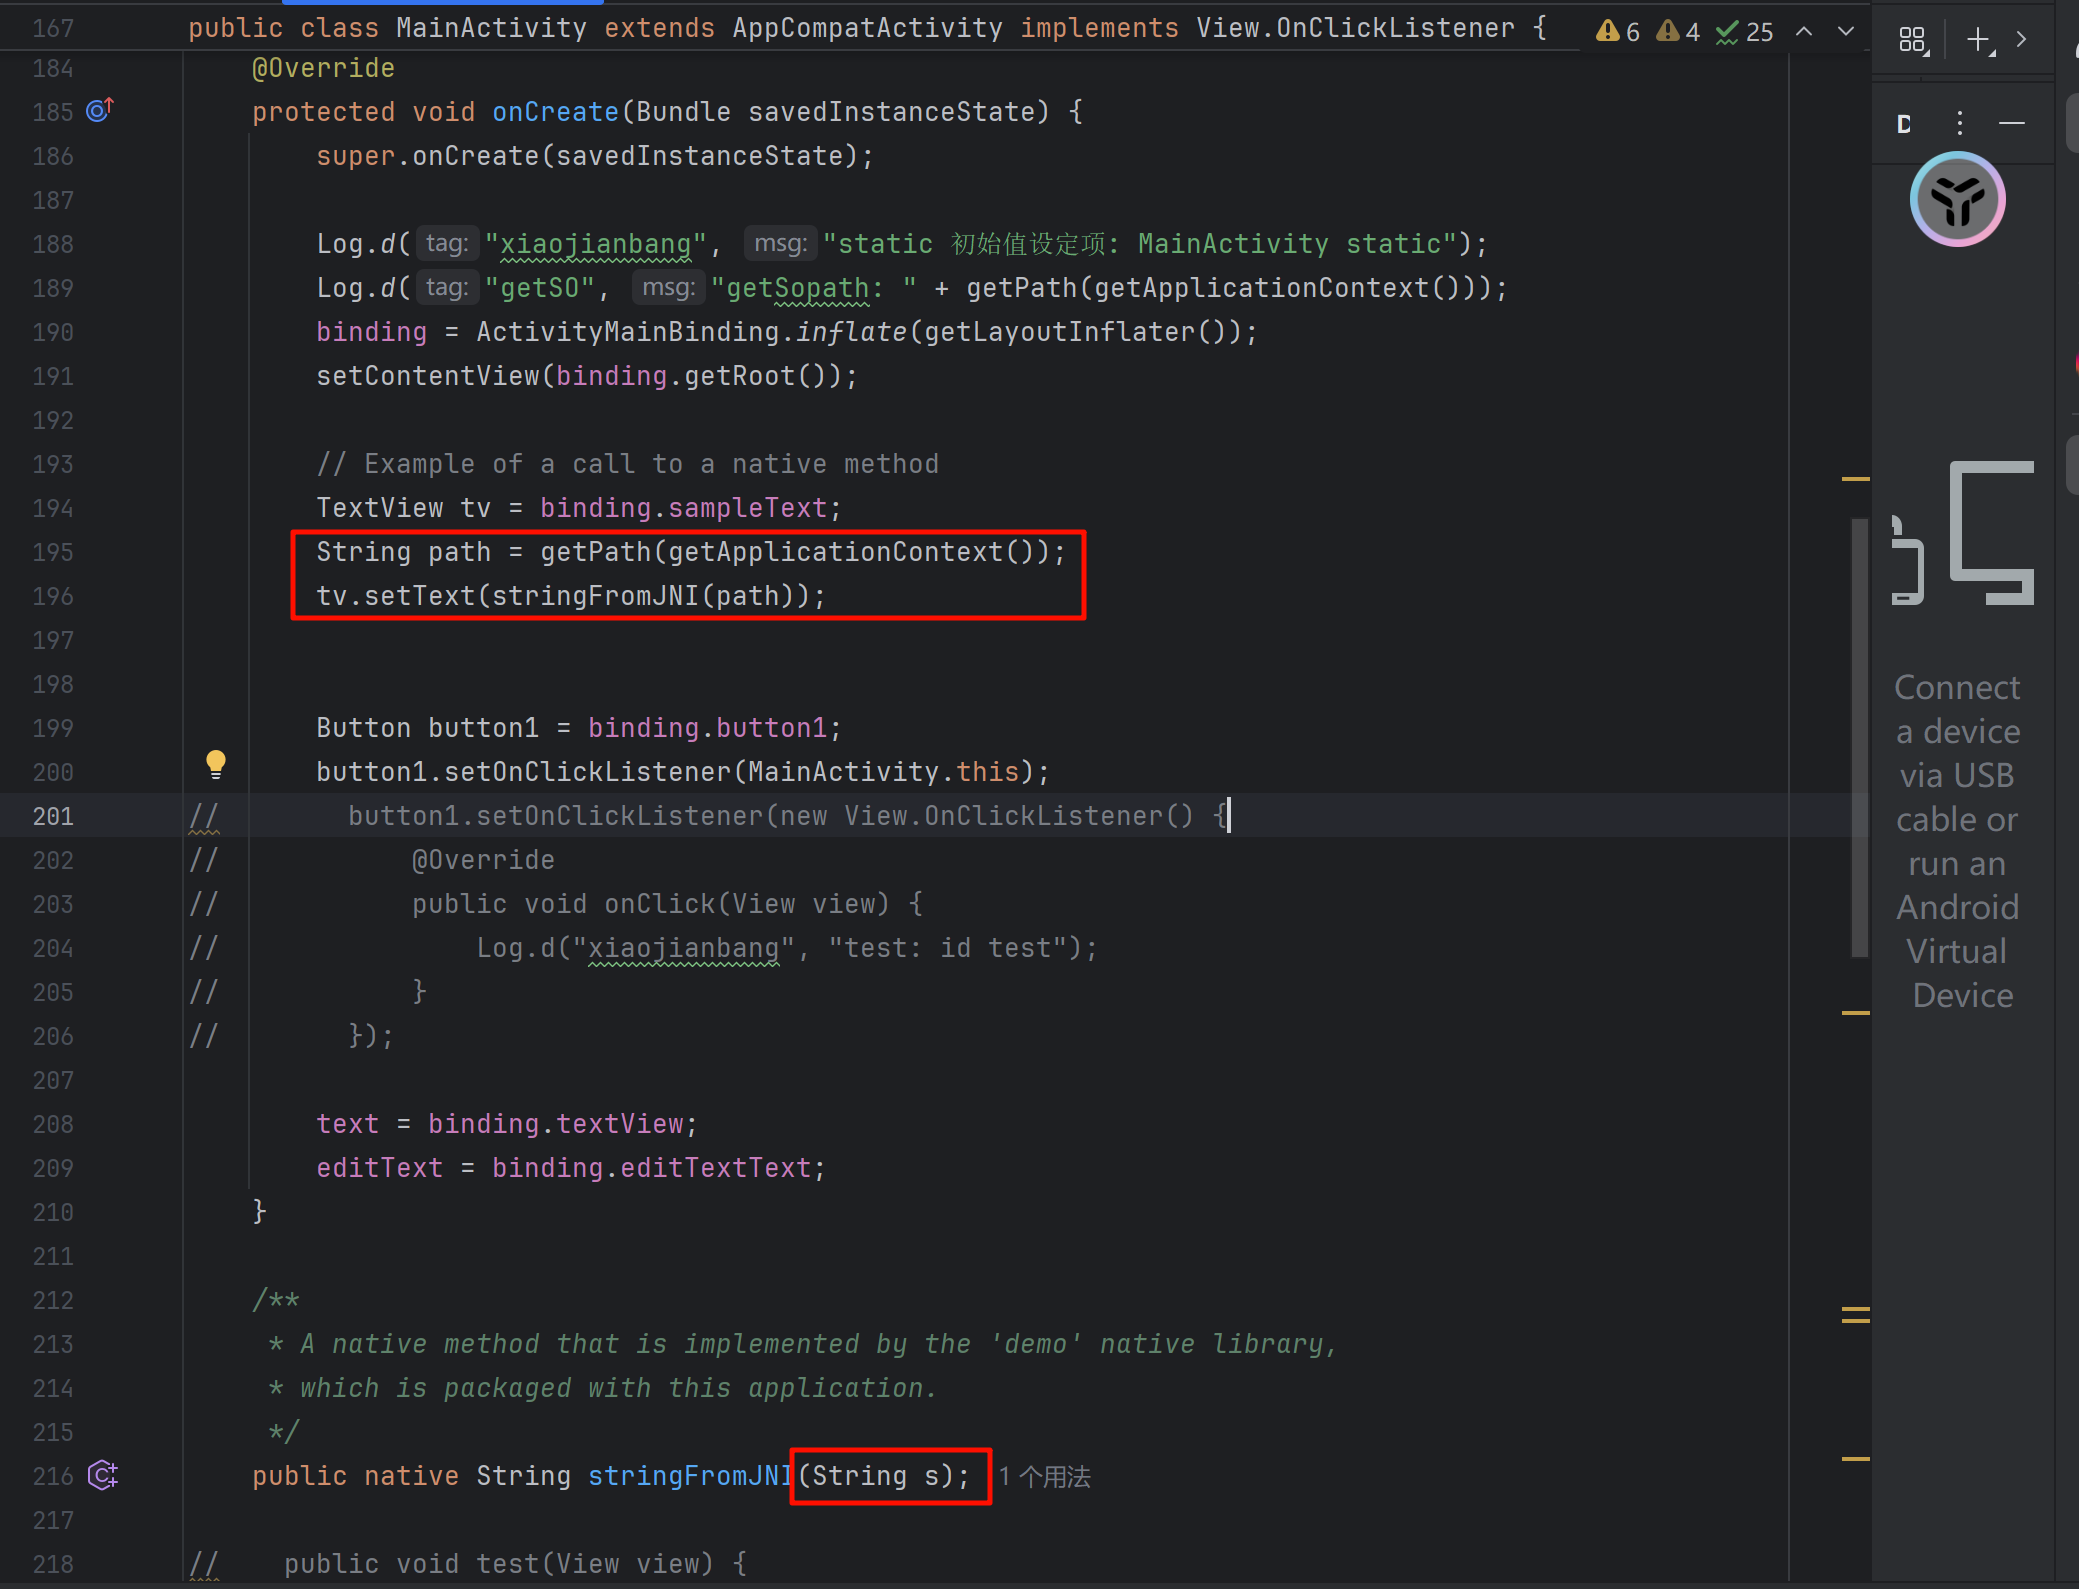 167 public class MainActivity extends AppCompatActivity implements View.OnClickListener {
6 4 25
184 @Override
185 protected void onCreate(Bundle savedInstanceState) {
186 super.onCreate(savedInstanceState);
187
188 Log.d( tag: "xiaojianbang", msg: "static 初始值设定项: MainActivity static");
189 Log.d( tag: "getSO", msg: "getSopath: " + getPath(getApplicationContext()));
190 binding = ActivityMainBinding.inflate(getLayoutInflater());
191 setContentView(binding.getRoot());
192
193 // Example of a call to a native method
194 TextView tv = binding.sampleText;
195 String path = getPath(getApplicationContext());
196 tv.setText(stringFromJNI(path));
197
198
199 Button button1 = binding.button1;
200 button1.setOnClickListener(MainActivity.this);
201 // button1.setOnClickListener(new View.OnClickListener() {
202 // @Override
203 // public void onClick(View view) {
204 // Log.d("xiaojianbang", "test: id test");
205 // }
206 // });
207
208 text = binding.textView;
209 editText = binding.editTextText;
210 }
211
212 /**
213 * A native method that is implemented by the 'demo' native library,
214 * which is packaged with this application.
215 */
216 public native String stringFromJNI(String s); 1 个用法
217
218 // public void test(View view) {
Connect
a device
via USB
cable or
run an
Android
Virtual
Device